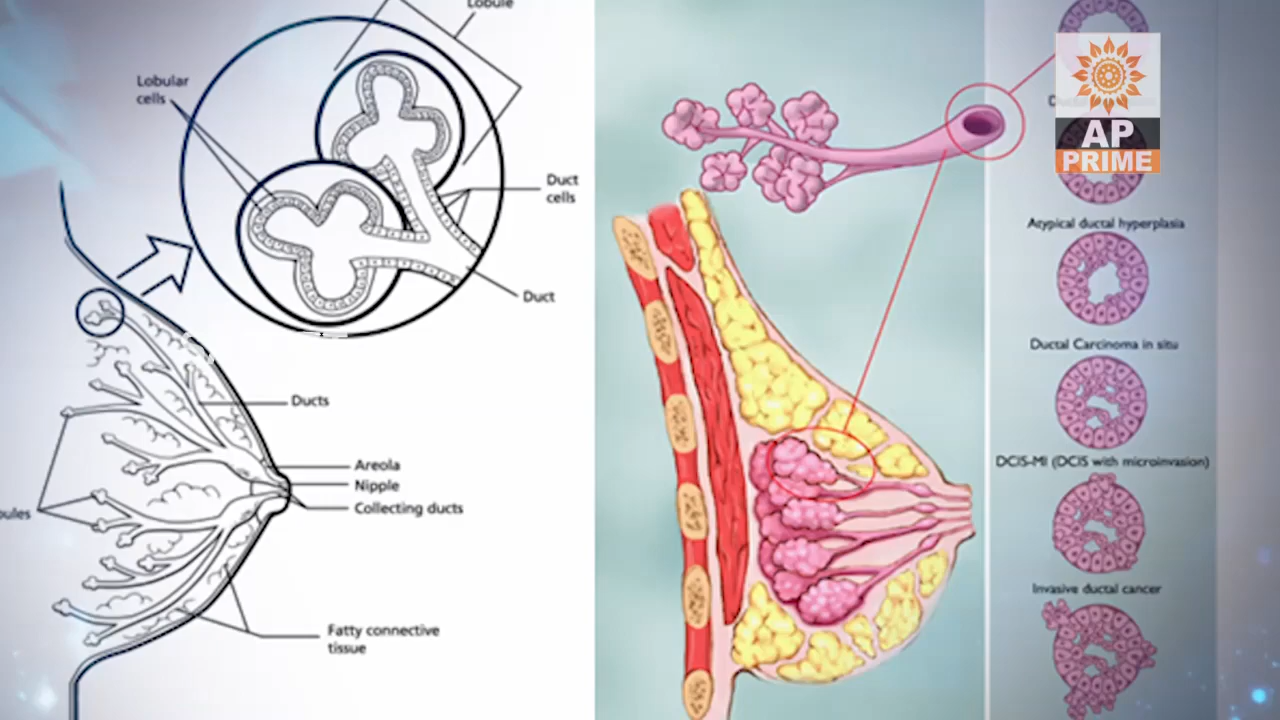 Lobule
Lobular
cells
Duct
cells
Duct
Ducts
Areola
Nipple
Collecting ducts
Fatty connective
tissue
AP
PRIME
Atypical ductal hyperplasia
Ductal Carcinoma in situ
DCIS-MI (DCIS with microinvasion)
Invasive ductal cancer